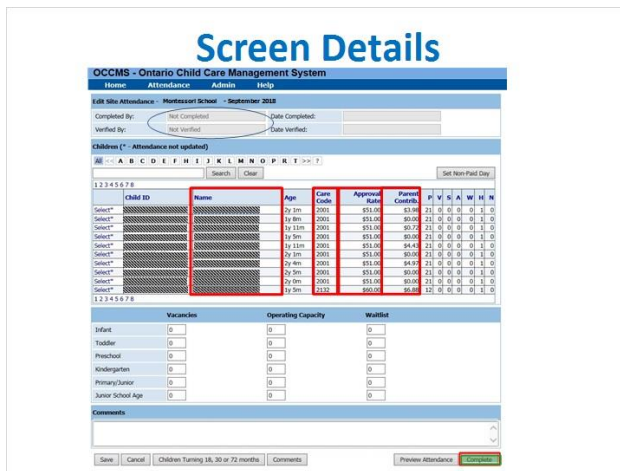 Screen Details
OCCMS - Ontario Child Care Management System
Home Attendance Admin Help
Edit Site Attendance - Montessori School - September 2018
Completed By: Not Completed Date Completed:
Verified By: Not Verified Date Verified:
Children (* - Attendance not updated)
All << A B C D E F H I J K L M N O P R T >> ?
Search Clear Set Non-Paid Day
1 2 3 4 5 6 7 8
Child ID Name Age Care Code Approval Rate Parent Contrib. P V S A W H N
Select* 2y 1m 2001 $51.00 $3.98 21 0 0 0 0 1 0
Select* 1y 8m 2001 $51.00 $0.00 21 0 0 0 0 1 0
Select* 1y 11m 2001 $51.00 $0.72 21 0 0 0 0 1 0
Select* 1y 5m 2001 $51.00 $0.00 21 0 0 0 0 1 0
Select* 1y 11m 2001 $51.00 $4.43 21 0 0 0 0 1 0
Select* 2y 1m 2001 $51.00 $0.00 21 0 0 0 0 1 0
Select* 2y 4m 2001 $51.00 $4.97 21 0 0 0 0 1 0
Select* 2y 5m 2001 $51.00 $0.00 21 0 0 0 0 1 0
Select* 2y 0m 2001 $51.00 $0.00 21 0 0 0 0 1 0
Select* 1y 5m 2132 $60.00 $6.88 12 0 0 0 0 1 0
1 2 3 4 5 6 7 8
Vacancies Operating Capacity Waitlist
Infant 0 0 0
Toddler 0 0 0
Preschool 0 0 0
Kindergarten 0 0 0
Primary/Junior 0 0 0
Junior School Age 0 0 0
Comments
Save Cancel Children Turning 18, 30 or 72 months Comments Preview Attendance Complete